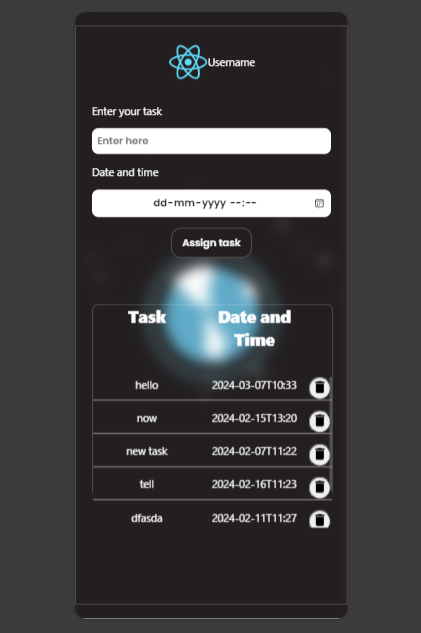 Username
Enter your task
Enter here
Date and time
dd-mm-yyyy --:--
Assign task
Task Date and
Time
hello 2024-03-07T10:33
now 2024-02-15T13:20
new task 2024-02-07T11:22
tell 2024-02-16T11:23
dfasda 2024-02-11T11:27